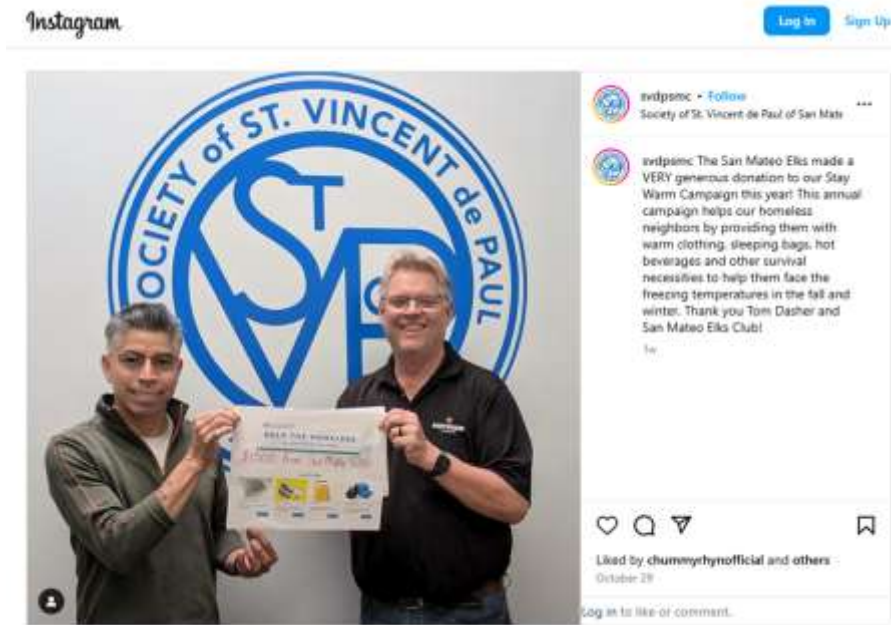 Instagram
Log In
Sign Up
SOCIETY of ST. VINCENT de PAUL
svdpsmc • Follow
Society of St. Vincent de Paul of San Mate
svdpsmc The San Mateo Elks made a
VERY generous donation to our Stay
Warm Campaign this year! This annual
campaign helps our homeless
neighbors by providing them with
warm clothing, sleeping bags, hot
beverages and other survival
necessities to help them face the
freezing temperatures in the fall and
winter. Thank you Tom Dasher and
San Mateo Elks Club!
1w
HELP THE HOMELESS
Liked by chummyrhynofficial and others
October 29
Log in to like or comment.